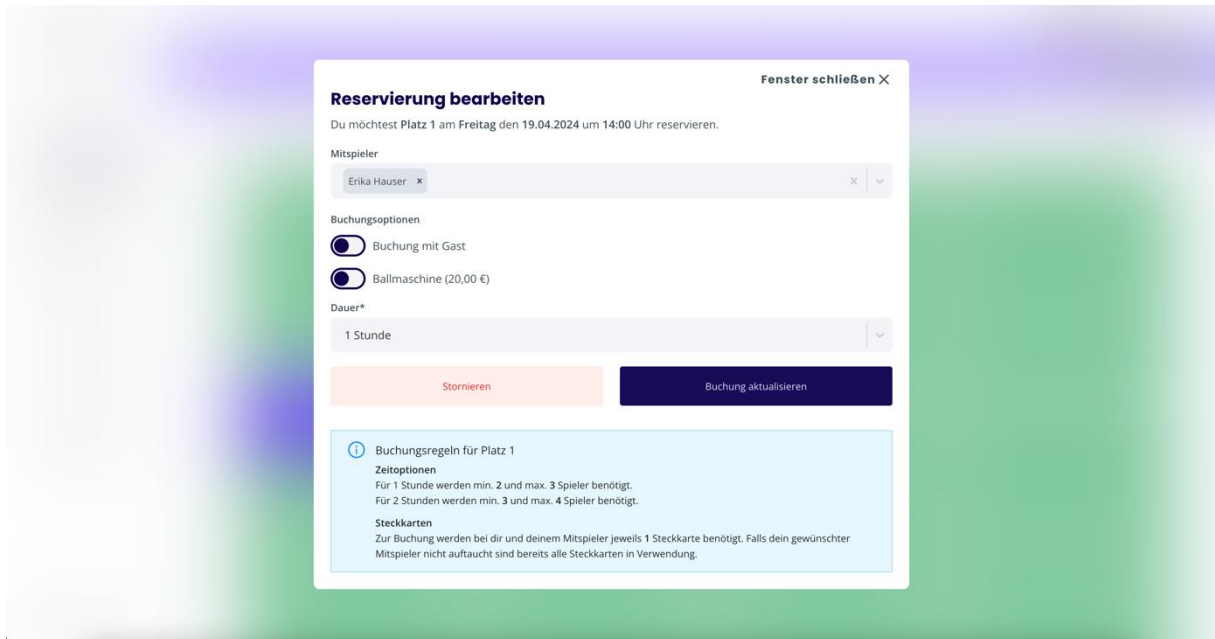 Fenster schließen X
Reservierung bearbeiten
Du möchtest Platz 1 am Freitag den 19.04.2024 um 14:00 Uhr reservieren.
Mitspieler
Erika Hauser ×
Buchungsoptionen
Buchung mit Gast
Ballmaschine (20,00 €)
Dauer*
1 Stunde
Stornieren
Buchung aktualisieren
Buchungsregeln für Platz 1
Zeitoptionen
Für 1 Stunde werden min. 2 und max. 3 Spieler benötigt.
Für 2 Stunden werden min. 3 und max. 4 Spieler benötigt.
Steckkarten
Zur Buchung werden bei dir und deinem Mitspieler jeweils 1 Steckkarte benötigt. Falls dein gewünschter
Mitspieler nicht auftaucht sind bereits alle Steckkarten in Verwendung.